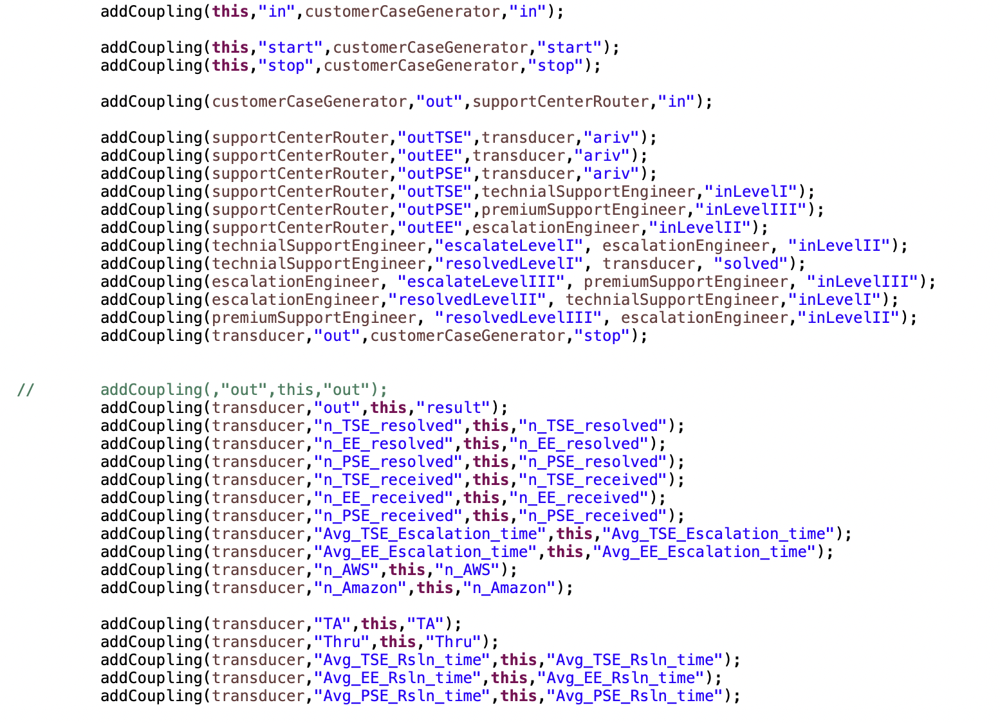 addCoupling(this,"in",customerCaseGenerator,"in");
addCoupling(this,"start",customerCaseGenerator,"start");
addCoupling(this,"stop",customerCaseGenerator,"stop");
addCoupling(customerCaseGenerator,"out",supportCenterRouter,"in");
addCoupling(supportCenterRouter,"outTSE",transducer,"ariv");
addCoupling(supportCenterRouter,"outEE",transducer,"ariv");
addCoupling(supportCenterRouter,"outPSE",transducer,"ariv");
addCoupling(supportCenterRouter,"outTSE",technialSupportEngineer,"inLevelI");
addCoupling(supportCenterRouter,"outPSE",premiumSupportEngineer,"inLevelIII");
addCoupling(supportCenterRouter,"outEE",escalationEngineer,"inLevelII");
addCoupling(technialSupportEngineer,"escalateLevelI", escalationEngineer, "inLevelII");
addCoupling(technialSupportEngineer,"resolvedLevelI", transducer, "solved");
addCoupling(escalationEngineer, "escalateLevelIII", premiumSupportEngineer, "inLevelIII");
addCoupling(escalationEngineer,"resolvedLevelII", technialSupportEngineer,"inLevelI");
addCoupling(premiumSupportEngineer, "resolvedLevelIII", escalationEngineer,"inLevelII");
addCoupling(transducer,"out",customerCaseGenerator,"stop");
// addCoupling(,"out",this,"out");
addCoupling(transducer,"out",this,"result");
addCoupling(transducer,"n_TSE_resolved",this,"n_TSE_resolved");
addCoupling(transducer,"n_EE_resolved",this,"n_EE_resolved");
addCoupling(transducer,"n_PSE_resolved",this,"n_PSE_resolved");
addCoupling(transducer,"n_TSE_received",this,"n_TSE_received");
addCoupling(transducer,"n_EE_received",this,"n_EE_received");
addCoupling(transducer,"n_PSE_received",this,"n_PSE_received");
addCoupling(transducer,"Avg_TSE_Escalation_time",this,"Avg_TSE_Escalation_time");
addCoupling(transducer,"Avg_EE_Escalation_time",this,"Avg_EE_Escalation_time");
addCoupling(transducer,"n_AWS",this,"n_AWS");
addCoupling(transducer,"n_Amazon",this,"n_Amazon");
addCoupling(transducer,"TA",this,"TA");
addCoupling(transducer,"Thru",this,"Thru");
addCoupling(transducer,"Avg_TSE_Rsln_time",this,"Avg_TSE_Rsln_time");
addCoupling(transducer,"Avg_EE_Rsln_time",this,"Avg_EE_Rsln_time");
addCoupling(transducer,"Avg_PSE_Rsln_time",this,"Avg_PSE_Rsln_time");